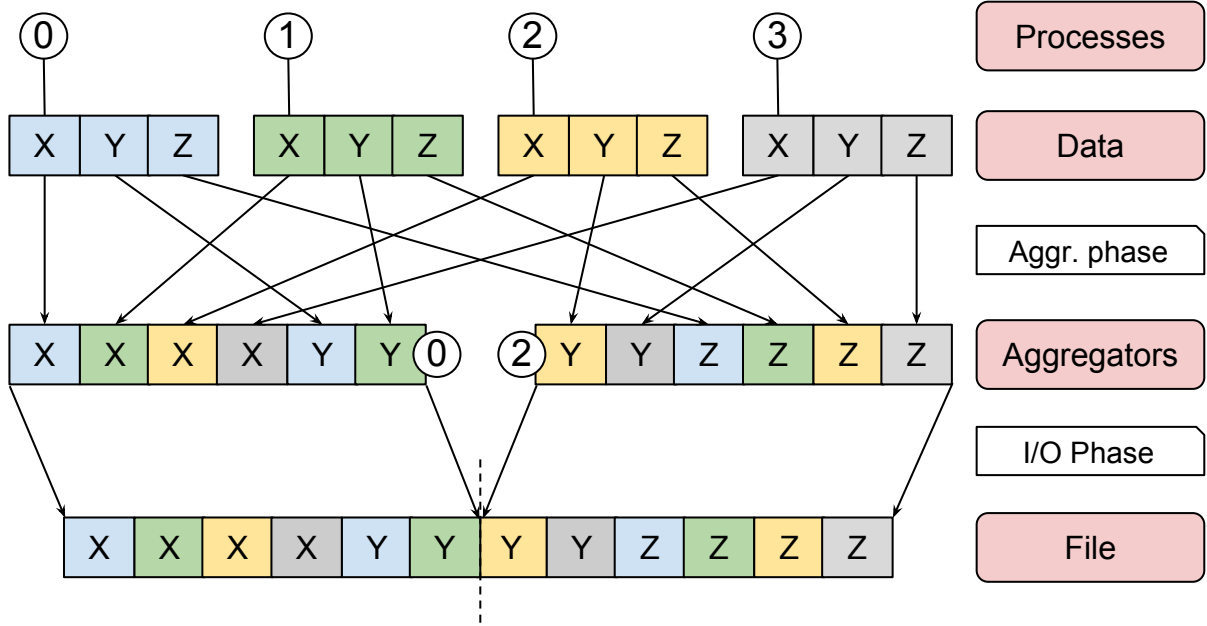 0 1 2 3 Processes
X Y Z X Y Z X Y Z X Y Z Data
Aggr. phase
X X X X Y Y 0 2 Y Y Z Z Z Z Aggregators
I/O Phase
X X X X Y Y Y Y Z Z Z Z File